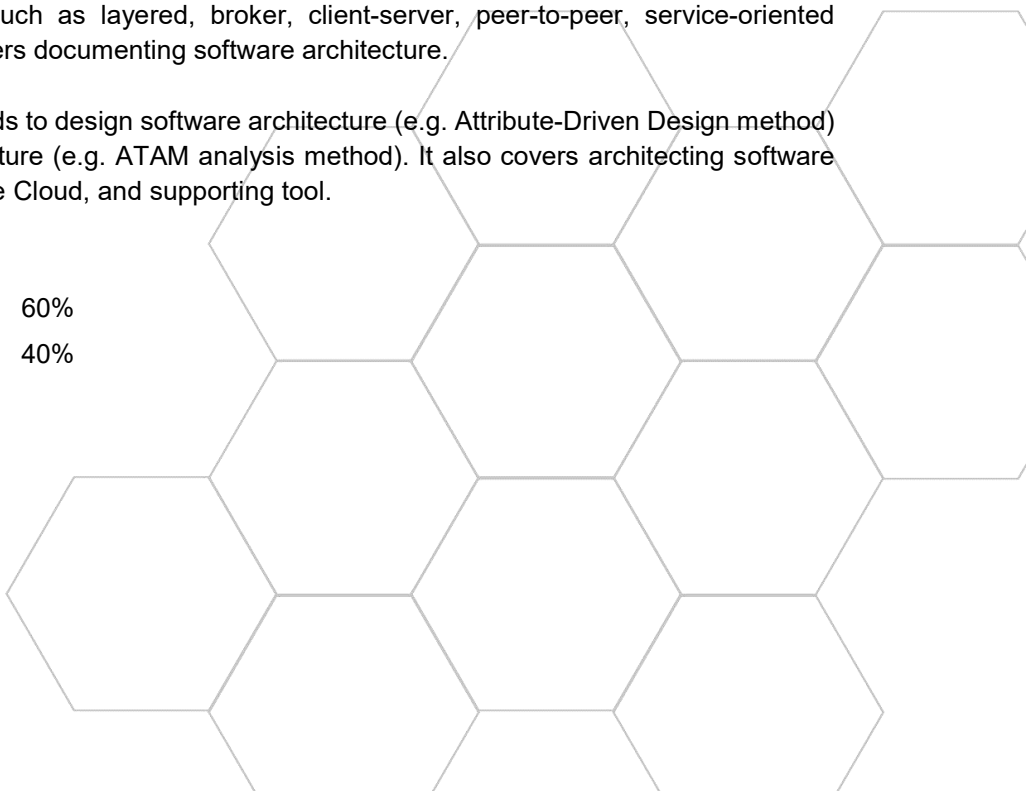 uch as layered, broker, client-server, peer-to-peer, service-oriented
ers documenting software architecture.
ds to design software architecture (e.g. Attribute-Driven Design method)
ture (e.g. ATAM analysis method). It also covers architecting software
e Cloud, and supporting tool.
60%
40%